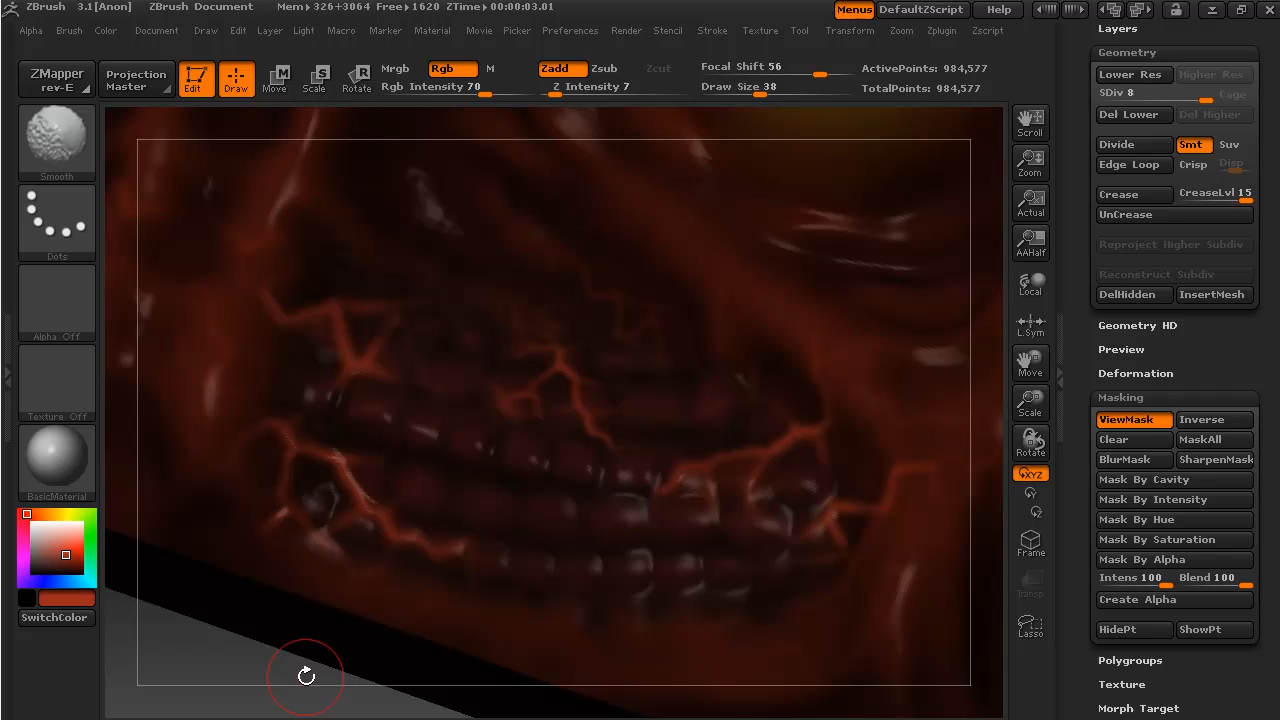 ZBrush 3.1[Anon] ZBrush Document Mem▸326+3064 Free▸1620 ZTime▸00:00:03.01 Menus DefaultZScript Help
Alpha Brush Color Document Draw Edit Layer Light Macro Marker Material Movie Picker Preferences Render Stencil Stroke Texture Tool Transform Zoom Zplugin Zscript
ZMapper
rev-E
Projection
Master
Edit
Draw
Move
Scale
Rotate
Mrgb Rgb M
Rgb Intensity 70
Zadd Zsub Zcut
Z Intensity 7
Focal Shift 56
Draw Size 38
ActivePoints: 984,577
TotalPoints: 984,577
Smooth
Dots
Alpha Off
Texture Off
BasicMaterial
SwitchColor
Scroll
Zoom
Actual
AAHalf
Local
L.Sym
Move
Scale
Rotate
XYZ
Y
Z
Frame
Transp
Lasso
Layers
Geometry
Lower Res Higher Res
SDiv 8 Cage
Del Lower Del Higher
Divide Smt Suv
Edge Loop Crisp Disp
Crease CreaseLvl 15
UnCrease
Reproject Higher Subdiv
Reconstruct Subdiv
DelHidden InsertMesh
Geometry HD
Preview
Deformation
Masking
ViewMask Inverse
Clear MaskAll
BlurMask SharpenMask
Mask By Cavity
Mask By Intensity
Mask By Hue
Mask By Saturation
Mask By Alpha
Intens 100 Blend 100
Create Alpha
HidePt ShowPt
Polygroups
Texture
Morph Target